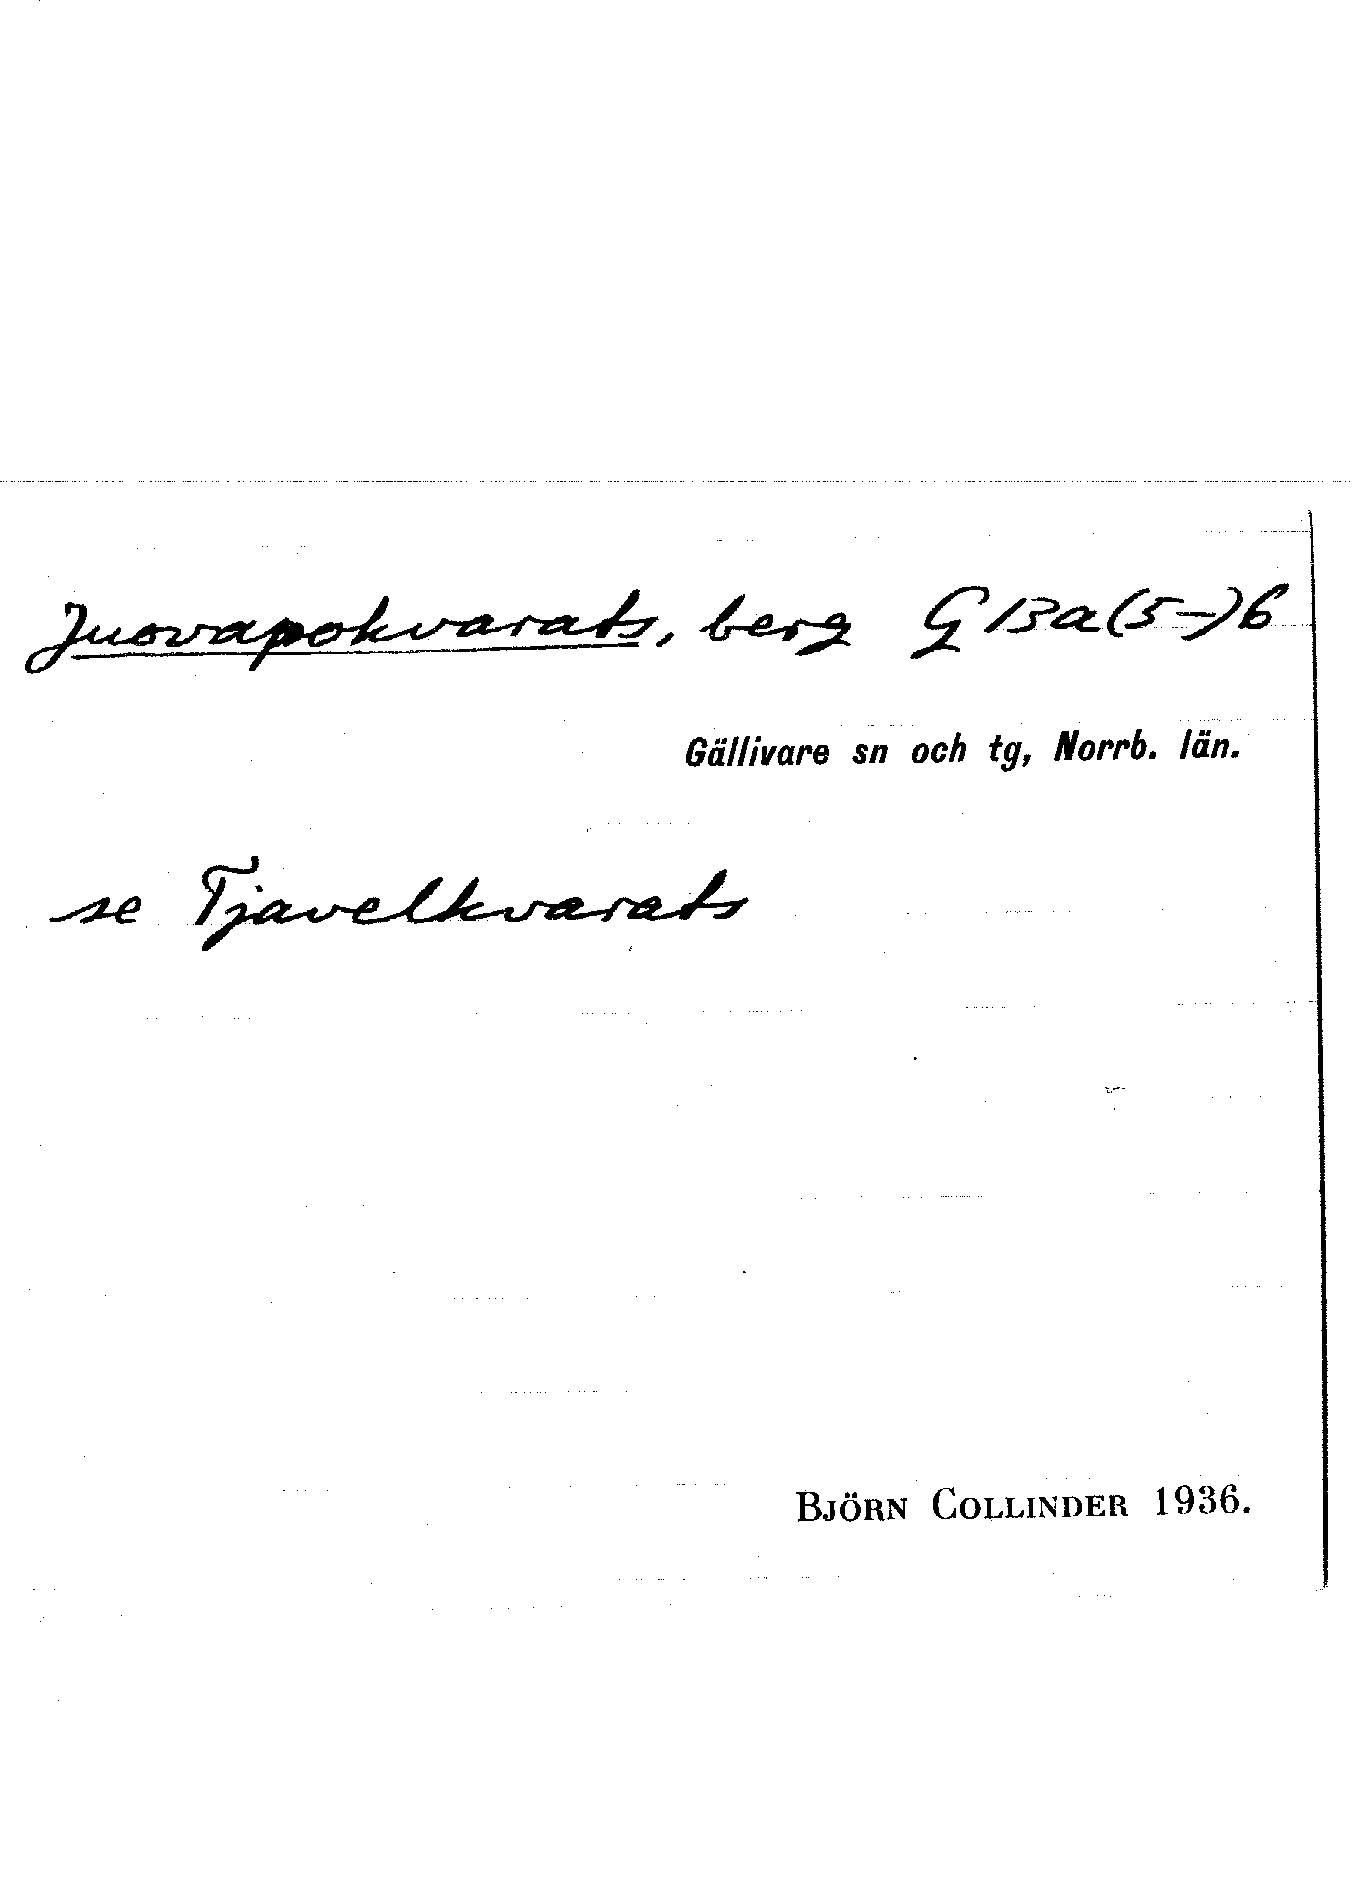 Juovapokvarats, berg G 13a(5-)6
Gällivare sn och tg, Norrb. län.
se Tjavelkvarats
BJÖRN COLLINDER 1936.